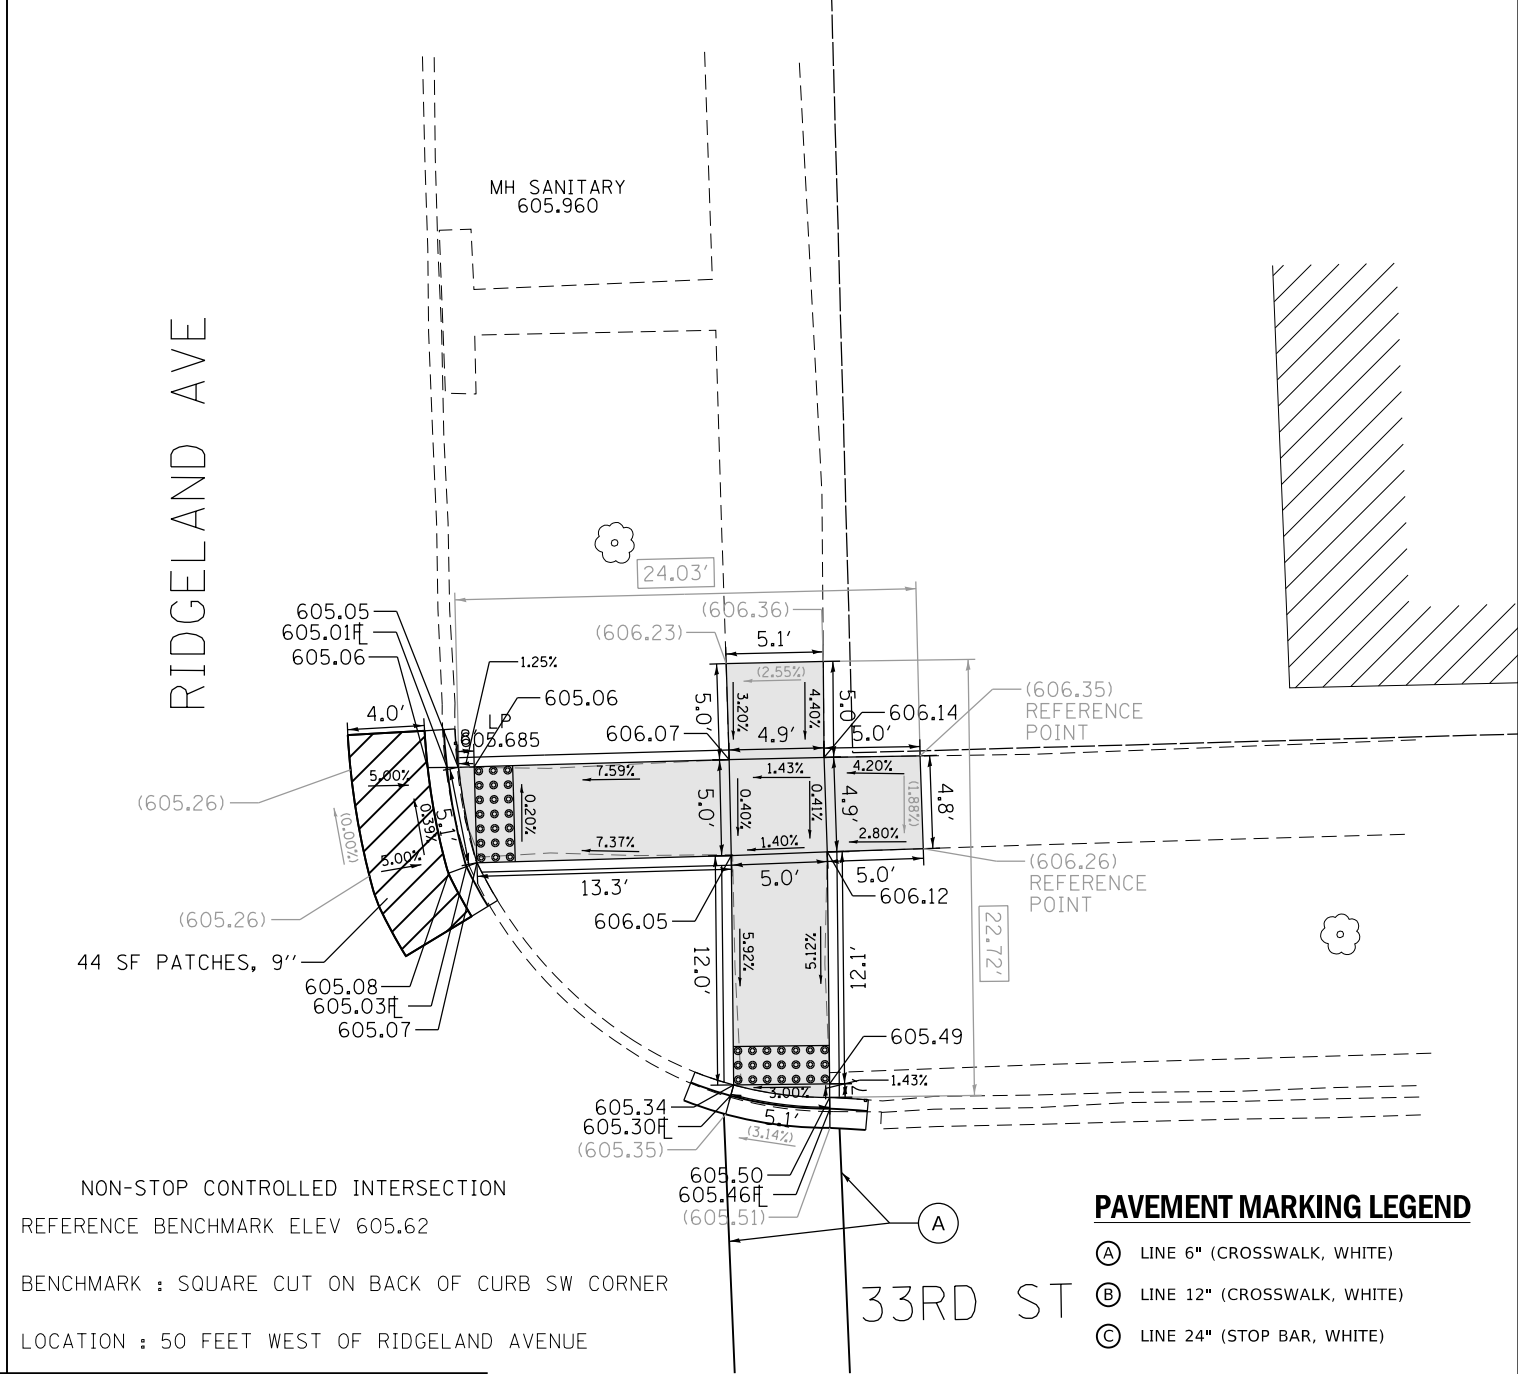 MH SANITARY
605.960
RIDGELAND AVE
24.03'
(606.36)
(606.23)
5.1'
605.05
605.01FL
605.06
1.25%
605.06
LP
605.685
4.0'
5.0'
3.20%
(2.55%)
4.40%
5.0'
606.07
4.9'
606.14
5.0'
(606.35)
REFERENCE
POINT
(605.26)
5.00%
(0.00%)
0.39%
5.1'
5.00%
7.59%
7.37%
0.20%
5.0'
1.43%
0.40%
0.41%
1.40%
4.9'
4.20%
(1.88%)
2.80%
4.8'
(606.26)
REFERENCE
POINT
13.3'
5.0'
5.0'
606.12
606.05
(605.26)
44 SF PATCHES, 9"
605.08
605.03FL
605.07
12.0'
5.92%
5.12%
12.1'
22.72'
605.49
1.43%
3.00%
605.34
605.30FL
(605.35)
5.1'
(3.14%)
605.50
605.46FL
(605.51)
A
NON-STOP CONTROLLED INTERSECTION
REFERENCE BENCHMARK ELEV 605.62
BENCHMARK : SQUARE CUT ON BACK OF CURB SW CORNER
LOCATION : 50 FEET WEST OF RIDGELAND AVENUE
33RD ST
PAVEMENT MARKING LEGEND
A LINE 6" (CROSSWALK, WHITE)
B LINE 12" (CROSSWALK, WHITE)
C LINE 24" (STOP BAR, WHITE)